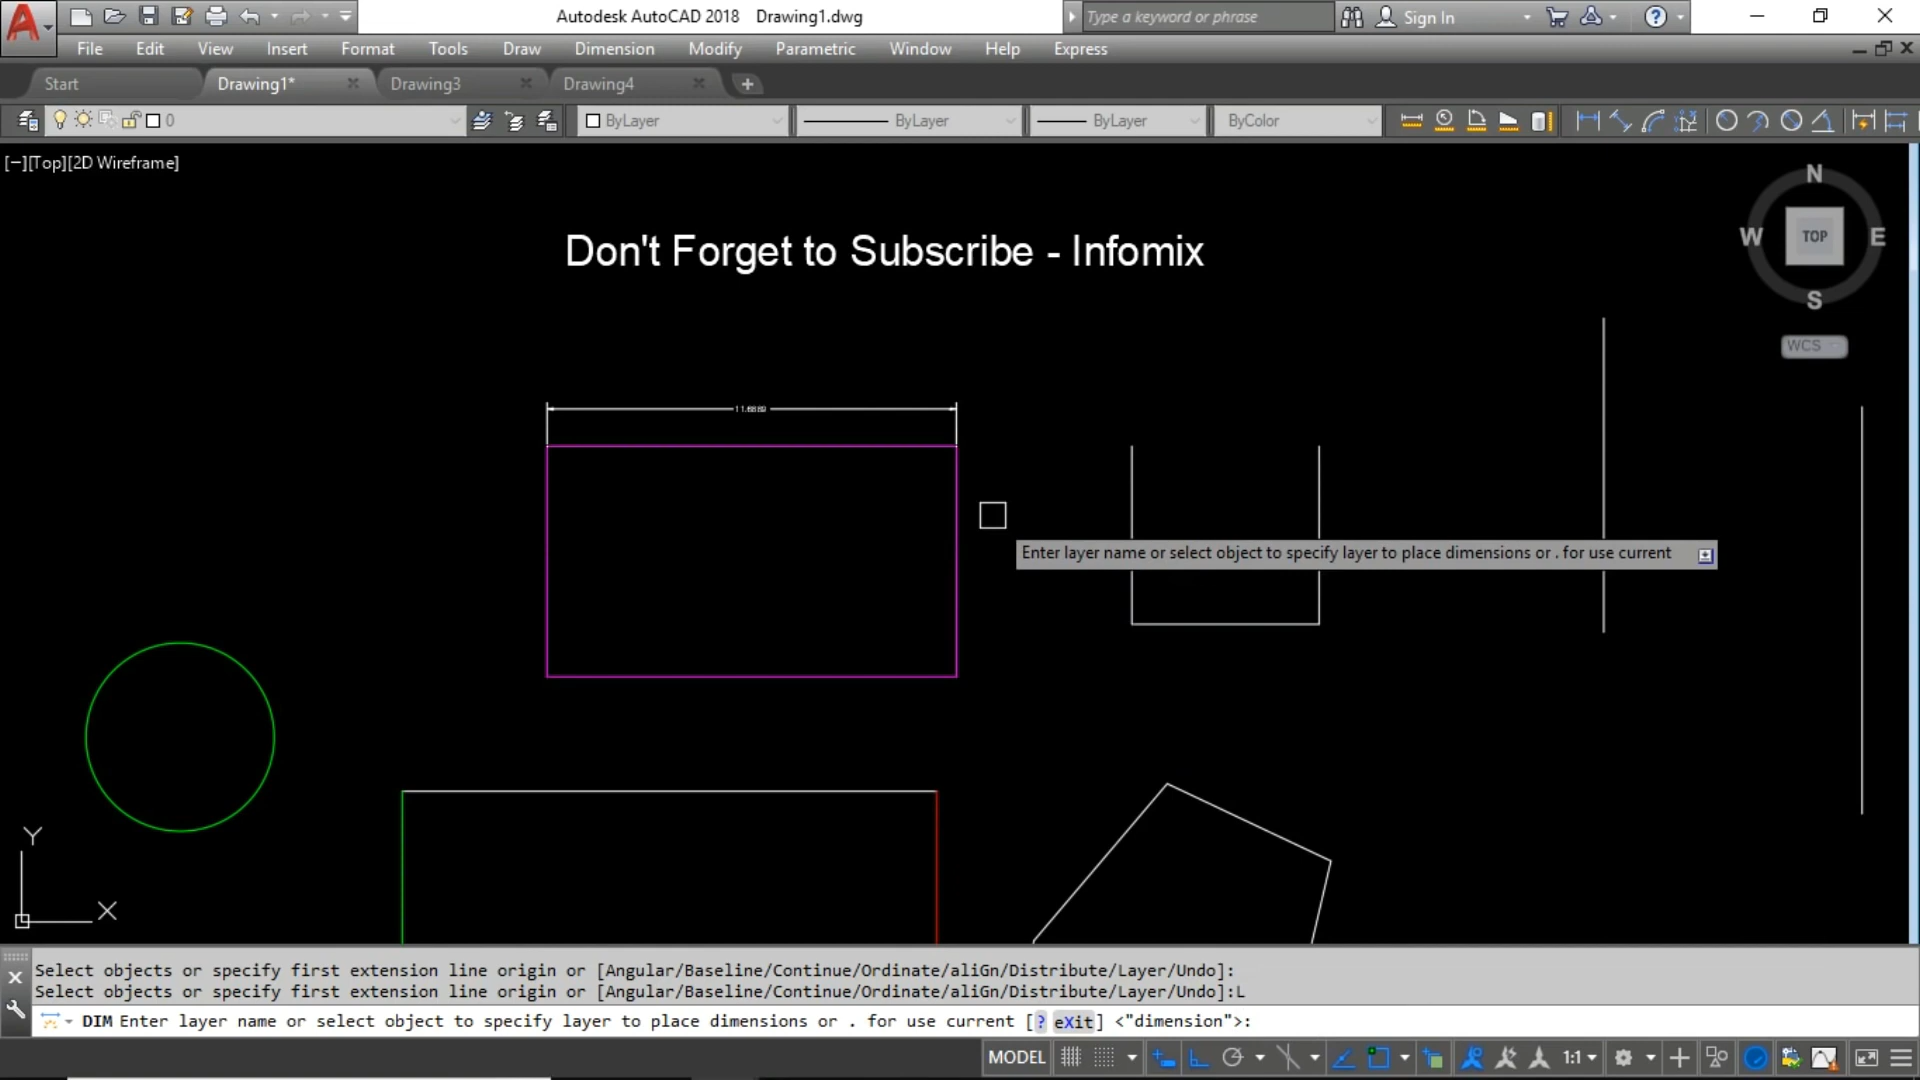 Autodesk AutoCAD 2018 Drawing1.dwg
Type a keyword or phrase
Sign In
File Edit View Insert Format Tools Draw Dimension Modify Parametric Window Help Express
Start Drawing1* Drawing3 Drawing4
0 ByLayer ByLayer ByLayer ByColor
[−][Top][2D Wireframe]
N
W TOP E
S
WCS
Don't Forget to Subscribe - Infomix
11.6889
Enter layer name or select object to specify layer to place dimensions or . for use current
Y
X
Select objects or specify first extension line origin or [Angular/Baseline/Continue/Ordinate/aliGn/Distribute/Layer/Undo]:
Select objects or specify first extension line origin or [Angular/Baseline/Continue/Ordinate/aliGn/Distribute/Layer/Undo]:L
DIM Enter layer name or select object to specify layer to place dimensions or . for use current [? eXit] <"dimension">:
MODEL 1:1